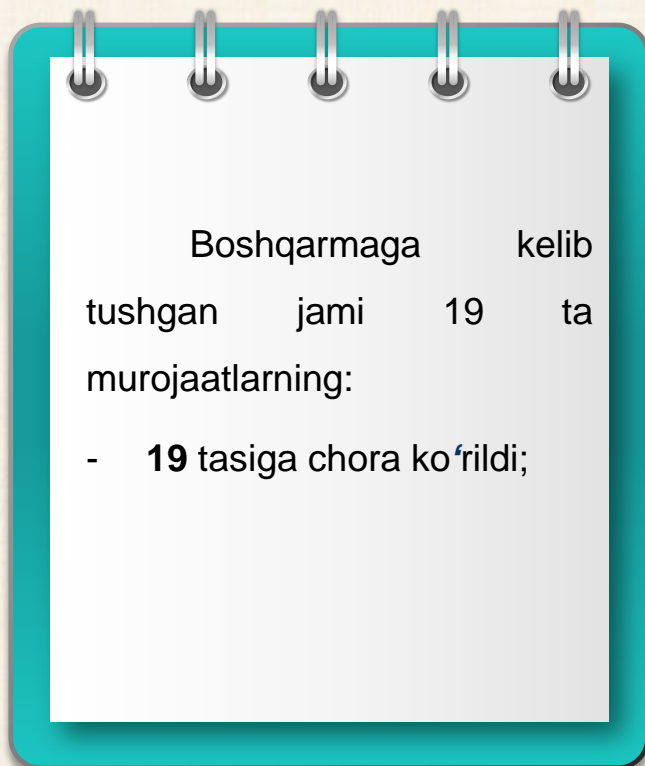 Boshqarmaga kelib
tushgan jami 19 ta
murojaatlarning:
- 19 tasiga chora ko‘rildi;